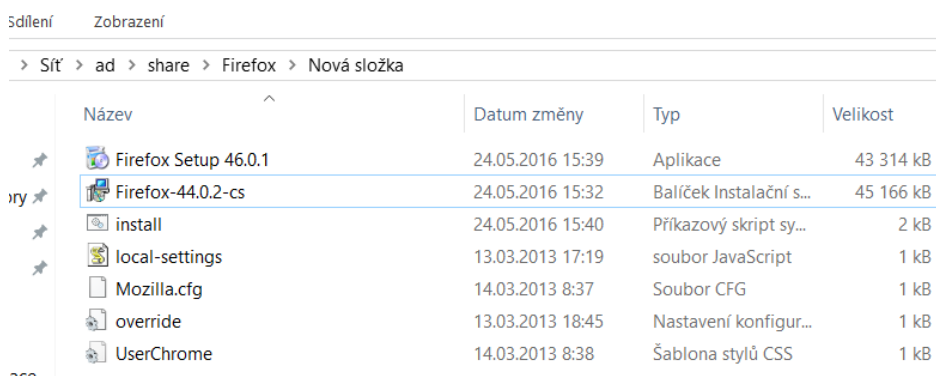 Sdílení Zobrazení
> Síť > ad > share > Firefox > Nová složka
Název Datum změny Typ Velikost
Firefox Setup 46.0.1 24.05.2016 15:39 Aplikace 43 314 kB
Firefox-44.0.2-cs 24.05.2016 15:32 Balíček Instalační s... 45 166 kB
install 24.05.2016 15:40 Příkazový skript sy... 2 kB
local-settings 13.03.2013 17:19 soubor JavaScript 1 kB
Mozilla.cfg 14.03.2013 8:37 Soubor CFG 1 kB
override 13.03.2013 18:45 Nastavení konfigur... 1 kB
UserChrome 14.03.2013 8:38 Šablona stylů CSS 1 kB